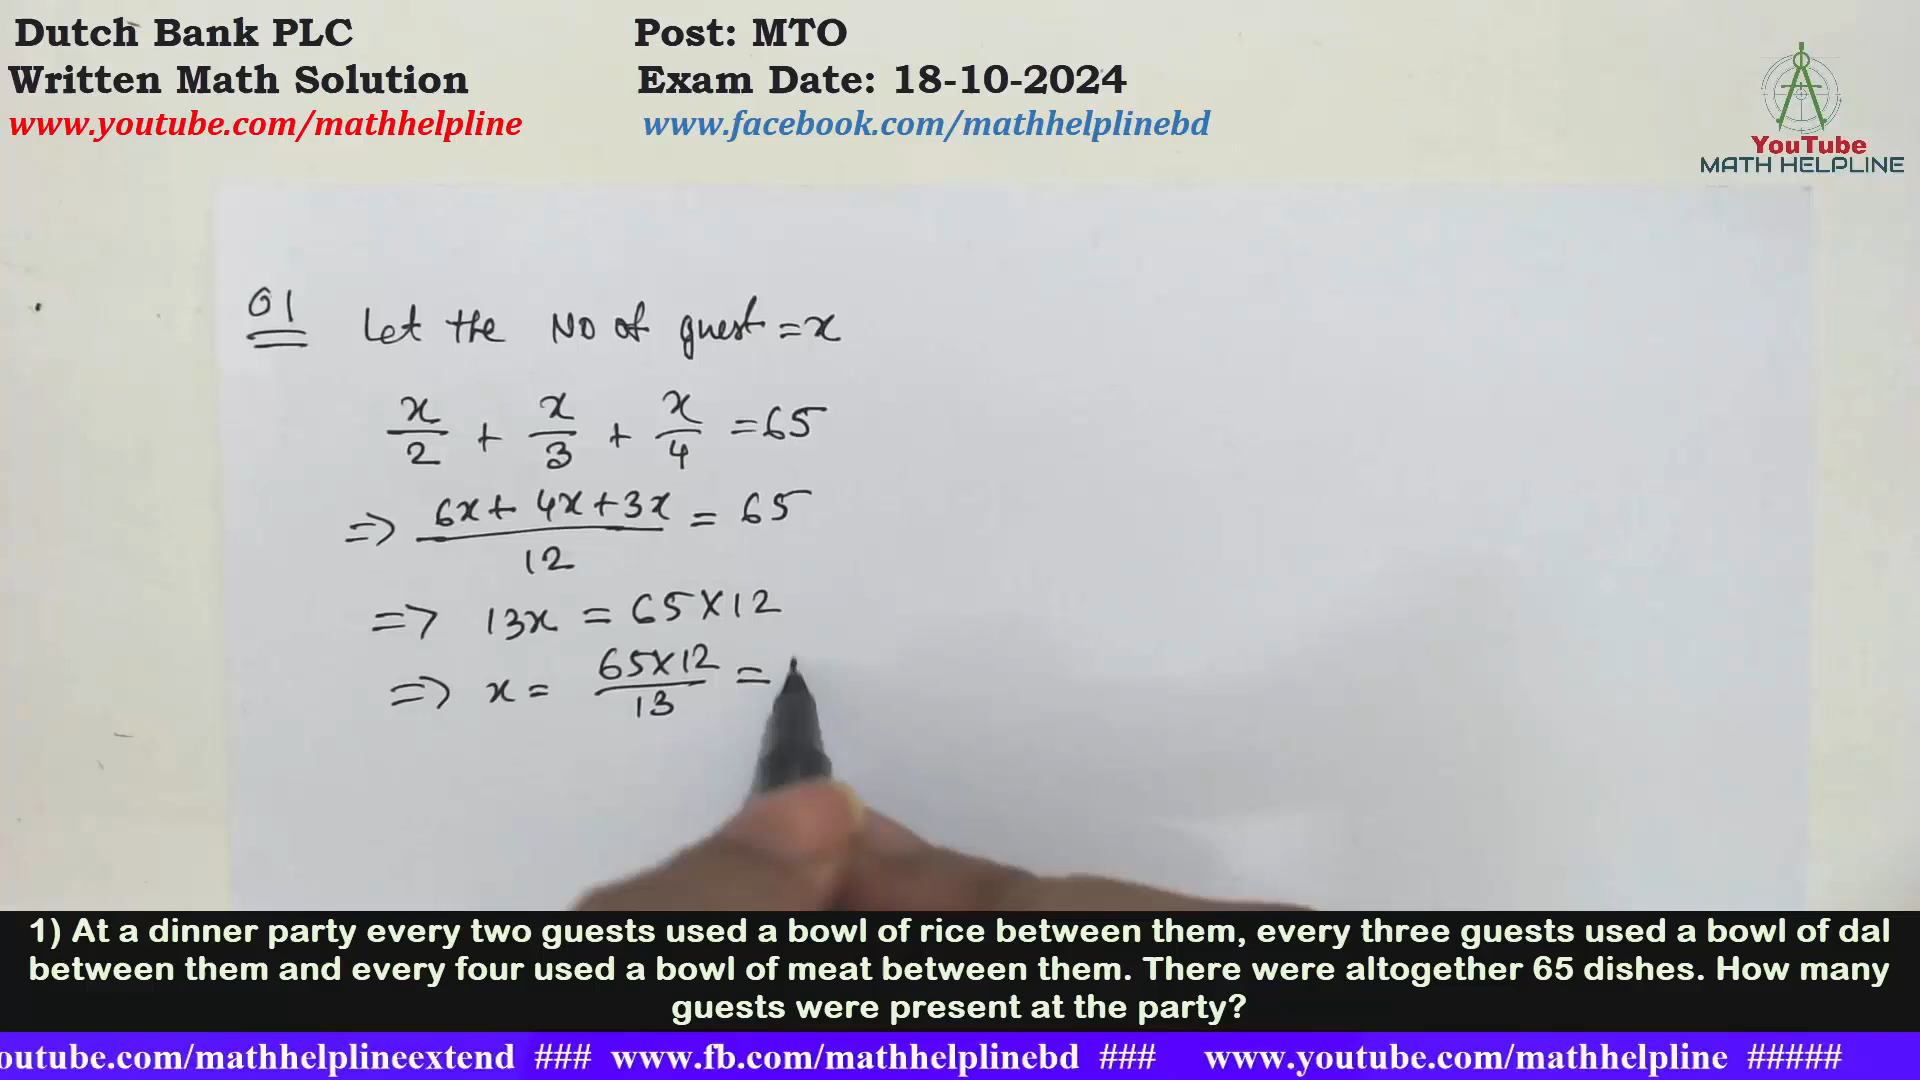 Dutch Bank PLC
Post: MTO
Written Math Solution
Exam Date: 18-10-2024
www.youtube.com/mathhelpline
www.facebook.com/mathhelplinebd
YouTube
MATH HELPLINE
01 Let the No of guest = x
x/2 + x/3 + x/4 = 65
=> 6x + 4x + 3x / 12 = 65
=> 13x = 65 × 12
=> x = 65 × 12 / 13 =
1) At a dinner party every two guests used a bowl of rice between them, every three guests used a bowl of dal
between them and every four used a bowl of meat between them. There were altogether 65 dishes. How many
guests were present at the party?
outube.com/mathhelplineextend ### www.fb.com/mathhelplinebd ### www.youtube.com/mathhelpline #####